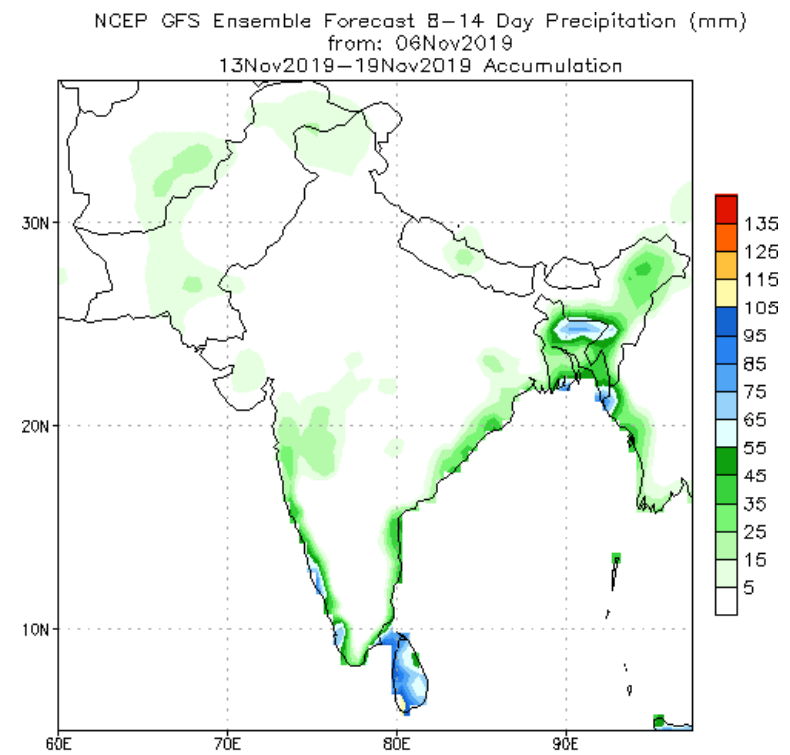 NCEP GFS Ensemble Forecast 8–14 Day Precipitation (mm)
from: 06Nov2019
13Nov2019–19Nov2019 Accumulation
30N
20N
10N
60E 70E 80E 90E
135
125
115
105
95
85
75
65
55
45
35
25
15
5